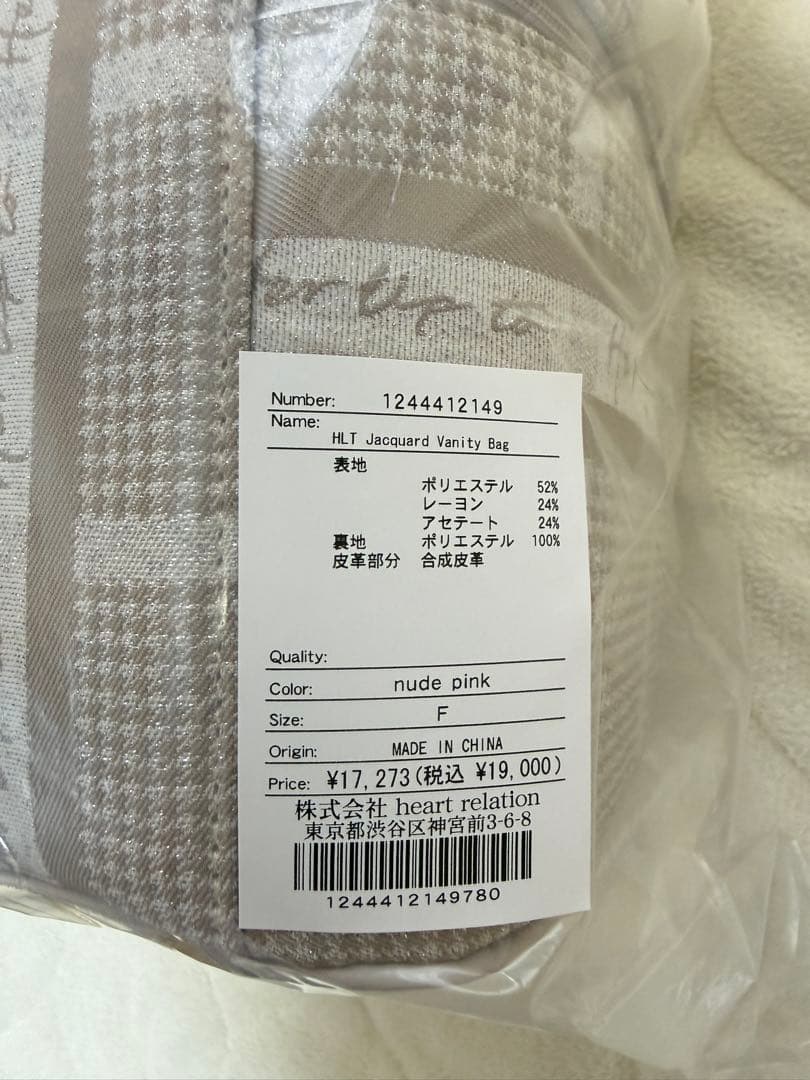 er Up to
Number: 1244412149
Name:
HLT Jacquard Vanity Bag
表地
ポリエステル 52%
レーヨン 24%
アセテート 24%
裏地 ポリエステル 100%
皮革部分 合成皮革
Quality:
Color: nude pink
Size: F
Origin: MADE IN CHINA
Price: ¥17,273(税込 ¥19,000)
株式会社 heart relation
東京都渋谷区神宮前3-6-8
1244412149780